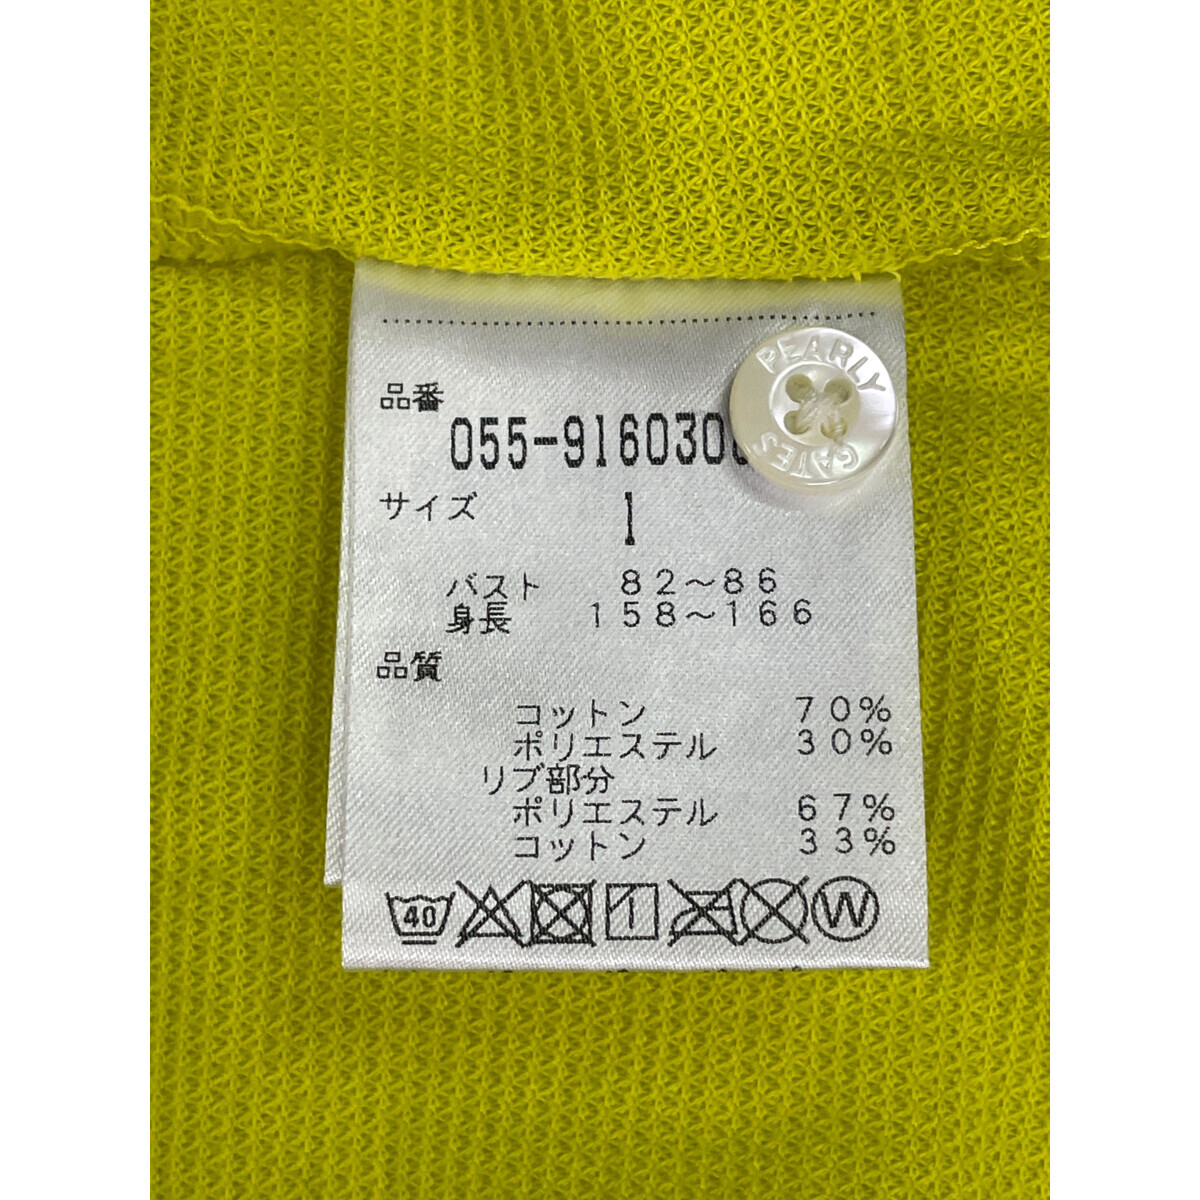 PEARLY
GATES
品番
055-916030
サイズ 1
バスト 82~86
身長 158~166
品質
コットン 70%
ポリエステル 30%
リブ部分
ポリエステル 67%
コットン 33%
40 W